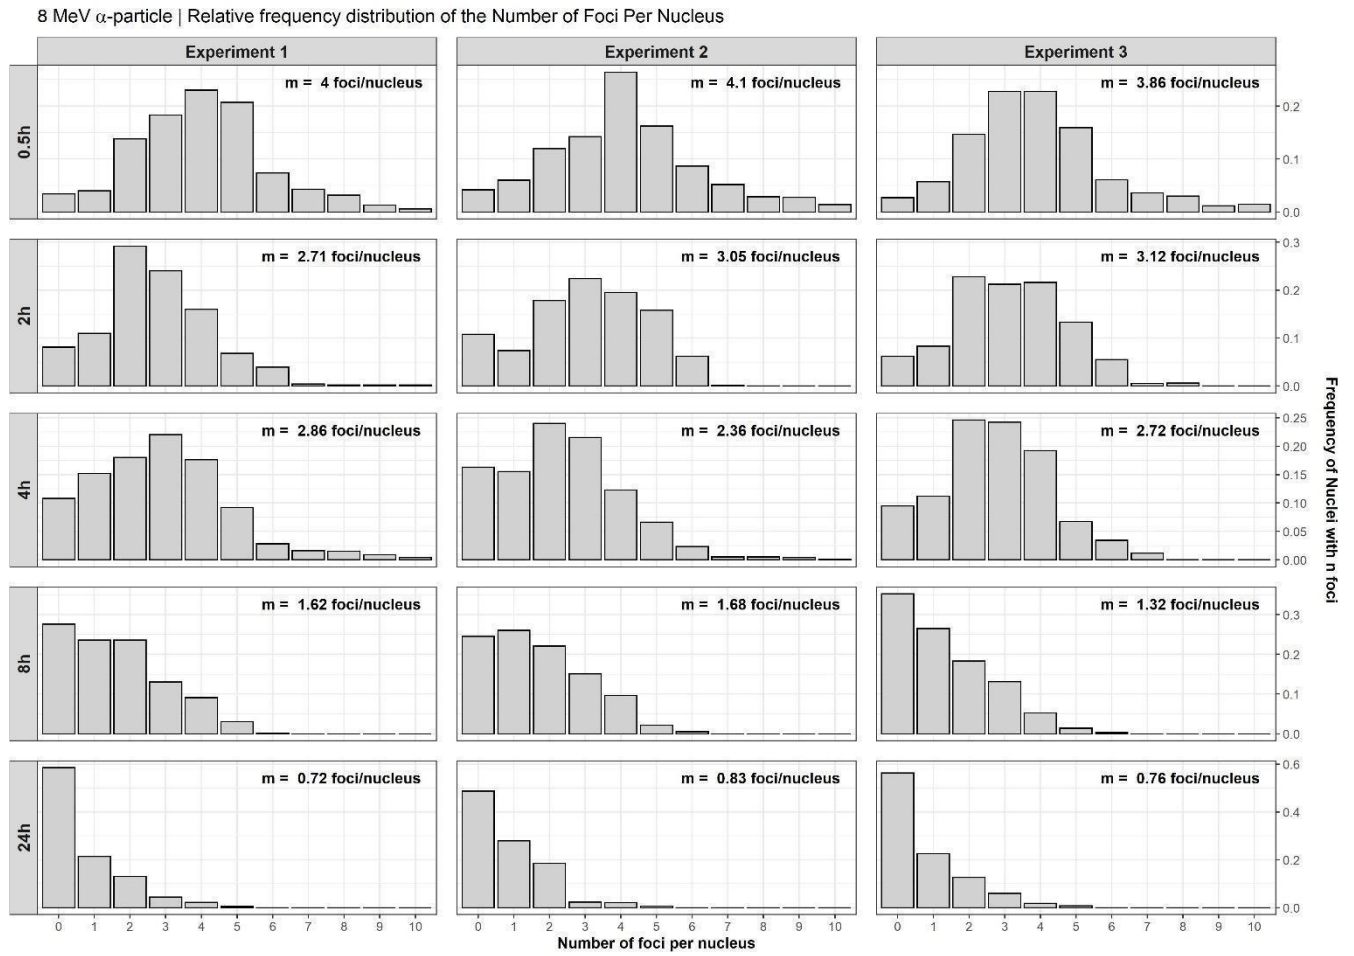 8 MeV α-particle | Relative frequency distribution of the Number of Foci Per Nucleus
Experiment 1 Experiment 2 Experiment 3
0.5h
m = 4 foci/nucleus
m = 4.1 foci/nucleus
m = 3.86 foci/nucleus
0.2
0.1
0.0
2h
m = 2.71 foci/nucleus
m = 3.05 foci/nucleus
m = 3.12 foci/nucleus
0.3
0.2
0.1
0.0
4h
m = 2.86 foci/nucleus
m = 2.36 foci/nucleus
m = 2.72 foci/nucleus
0.25
0.20
0.15
0.10
0.05
0.00
8h
m = 1.62 foci/nucleus
m = 1.68 foci/nucleus
m = 1.32 foci/nucleus
0.3
0.2
0.1
0.0
24h
m = 0.72 foci/nucleus
m = 0.83 foci/nucleus
m = 0.76 foci/nucleus
0.6
0.4
0.2
0.0
0 1 2 3 4 5 6 7 8 9 10
0 1 2 3 4 5 6 7 8 9 10
0 1 2 3 4 5 6 7 8 9 10
Number of foci per nucleus
Frequency of Nuclei with n foci